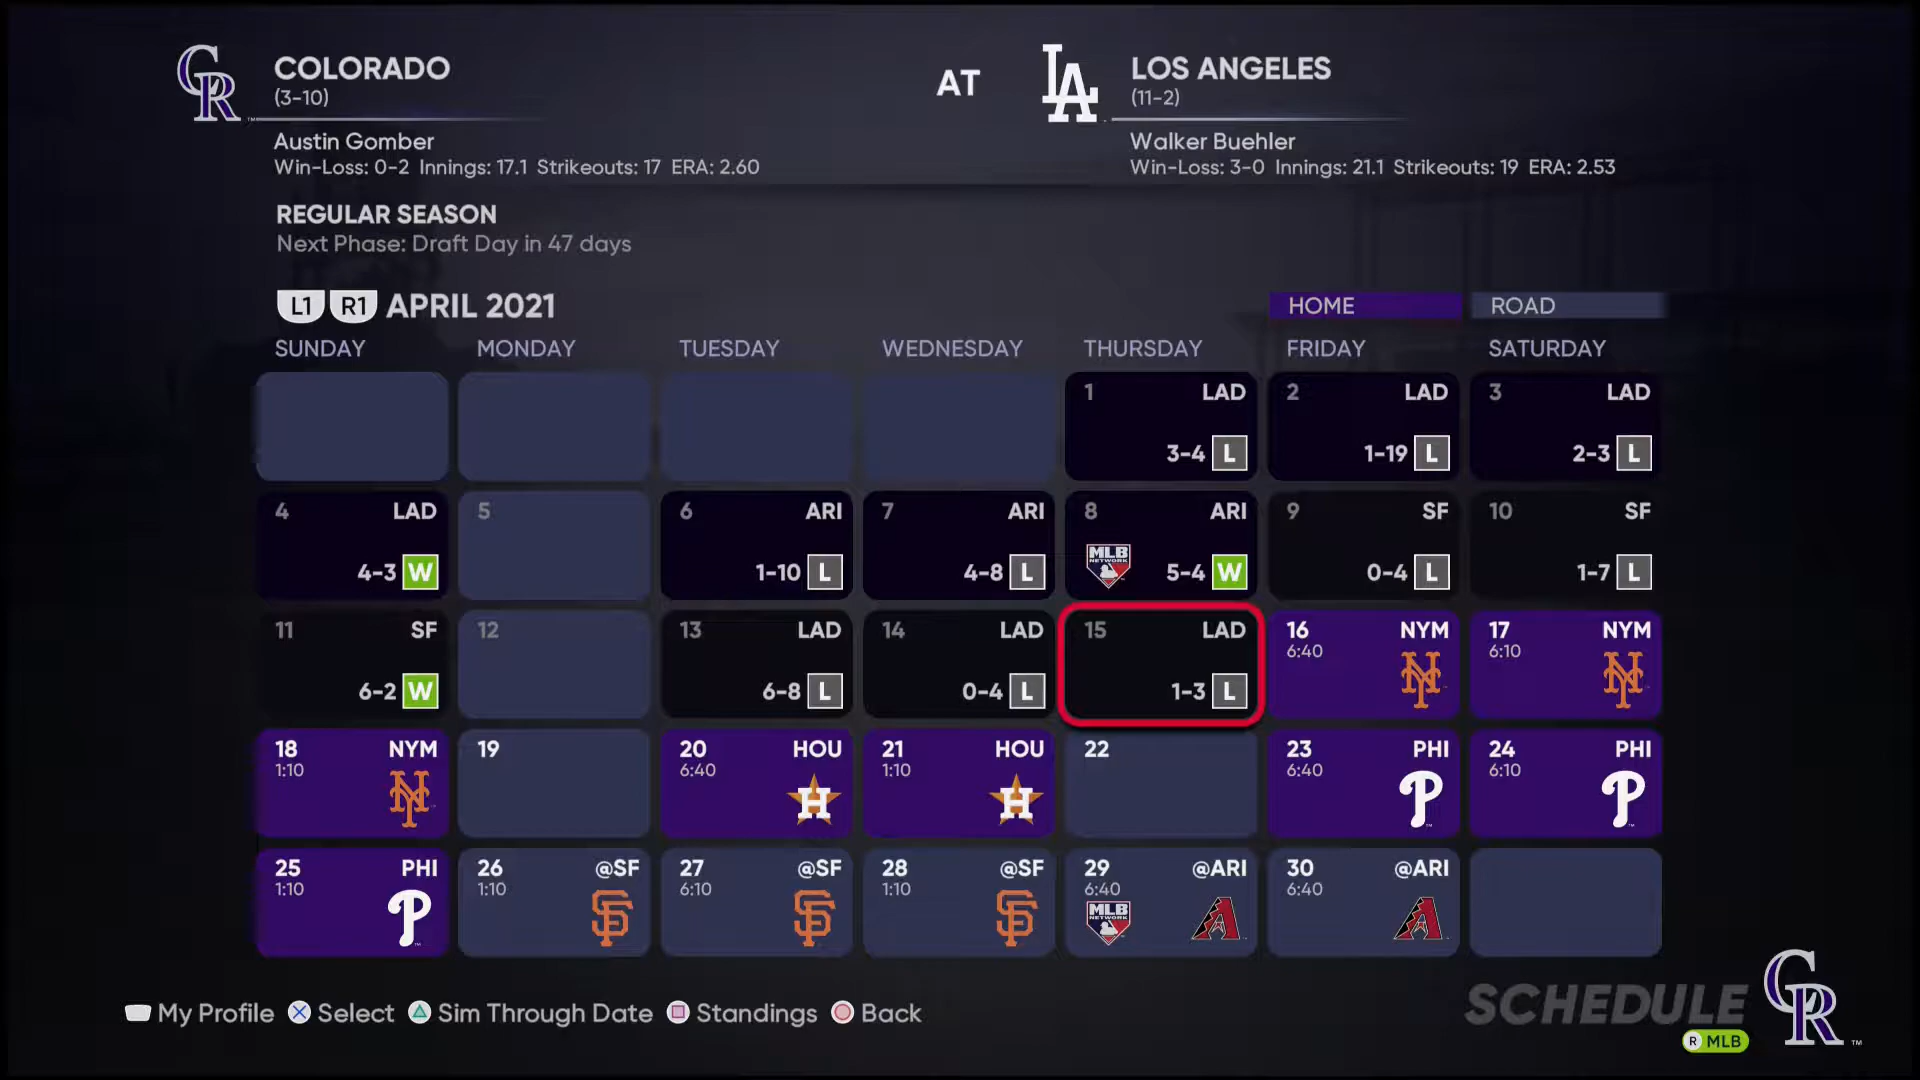 COLORADO
(3-10)
Austin Gomber
Win-Loss: 0-2 Innings: 17.1 Strikeouts: 17 ERA: 2.60
AT
LA
LOS ANGELES
(11-2)
Walker Buehler
Win-Loss: 3-0 Innings: 21.1 Strikeouts: 19 ERA: 2.53
REGULAR SEASON
Next Phase: Draft Day in 47 days
L1 R1 APRIL 2021
HOME ROAD
SUNDAY MONDAY TUESDAY WEDNESDAY THURSDAY FRIDAY SATURDAY
1 LAD 2 LAD 3 LAD
3-4 L 1-19 L 2-3 L
4 LAD 5 6 ARI 7 ARI 8 ARI 9 SF 10 SF
4-3 W 1-10 L 4-8 L MLB NETWORK 5-4 W 0-4 L 1-7 L
11 SF 12 13 LAD 14 LAD 15 LAD 16 NYM 17 NYM
6:40 NY 6:10 NY
6-2 W 6-8 L 0-4 L 1-3 L
18 NYM 19 20 HOU 21 HOU 22 23 PHI 24 PHI
1:10 NY 6:40 H 1:10 H 6:40 P 6:10 P
25 PHI 26 @SF 27 @SF 28 @SF 29 @ARI 30 @ARI
1:10 P 1:10 SF 6:10 SF 1:10 SF 6:40 MLB NETWORK A 6:40 A
My Profile Select Sim Through Date Standings Back
SCHEDULE CR ™
R MLB